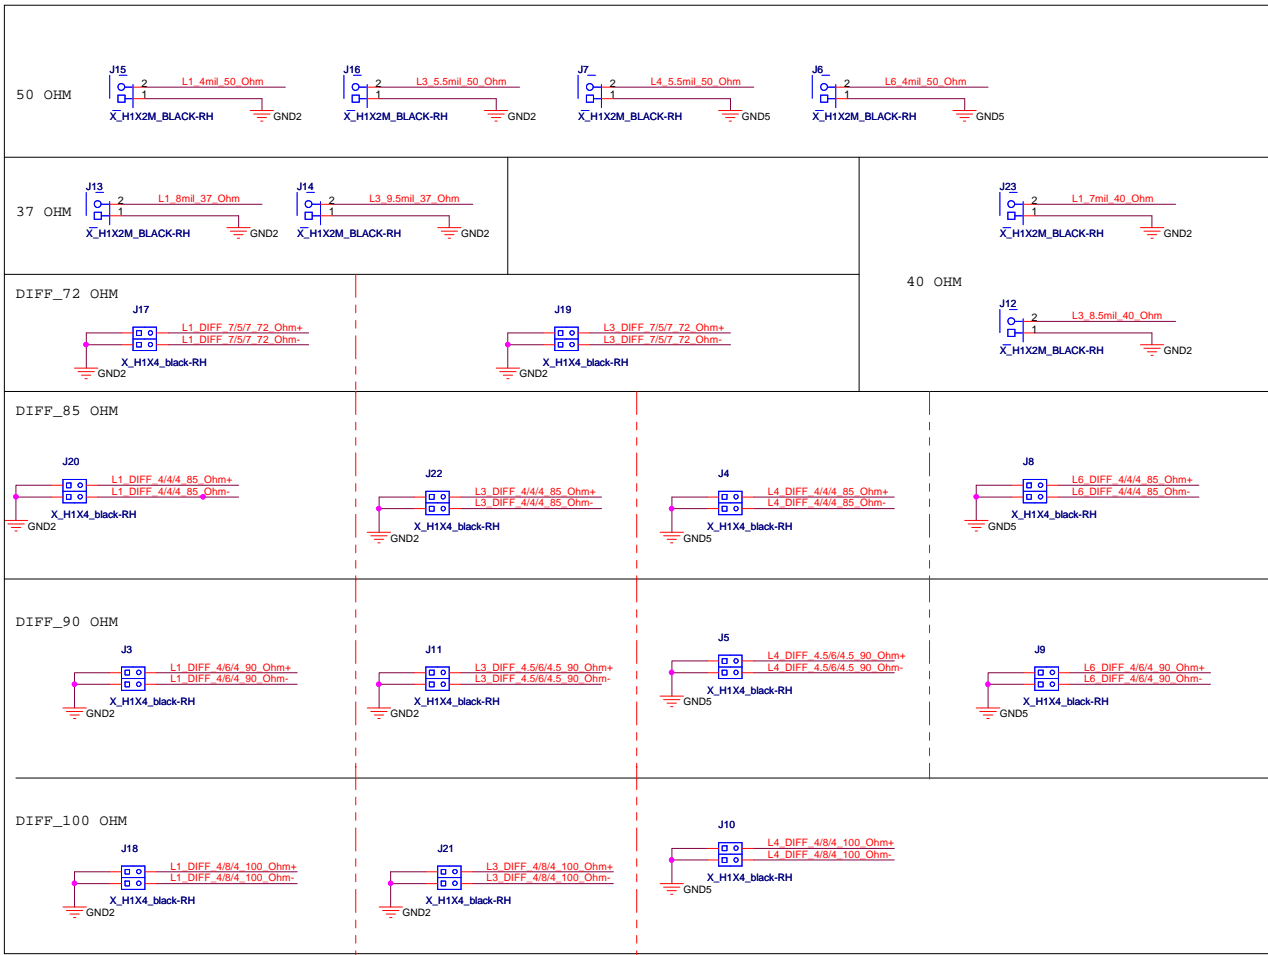 50 OHM
J15
2 L1_4mil_50_Ohm
1
X_H1X2M_BLACK-RH
GND2
J16
2 L3_5.5mil_50_Ohm
1
X_H1X2M_BLACK-RH
GND2
J7
2 L4_5.5mil_50_Ohm
1
X_H1X2M_BLACK-RH
GND5
J6
2 L6_4mil_50_Ohm
1
X_H1X2M_BLACK-RH
GND5
37 OHM
J13
2 L1_8mil_37_Ohm
1
X_H1X2M_BLACK-RH
GND2
J14
2 L3_9.5mil_37_Ohm
1
X_H1X2M_BLACK-RH
GND2
40 OHM
J23
2 L1_7mil_40_Ohm
1
X_H1X2M_BLACK-RH
GND2
J12
2 L3_8.5mil_40_Ohm
1
X_H1X2M_BLACK-RH
GND2
DIFF_72 OHM
J17
L1_DIFF_7/5/7_72_Ohm+
L1_DIFF_7/5/7_72_Ohm-
X_H1X4_black-RH
GND2
J19
L3_DIFF_7/5/7_72_Ohm+
L3_DIFF_7/5/7_72_Ohm-
X_H1X4_black-RH
GND2
DIFF_85 OHM
J20
L1_DIFF_4/4/4_85_Ohm+
L1_DIFF_4/4/4_85_Ohm-
X_H1X4_black-RH
GND2
J22
L3_DIFF_4/4/4_85_Ohm+
L3_DIFF_4/4/4_85_Ohm-
X_H1X4_black-RH
GND2
J4
L4_DIFF_4/4/4_85_Ohm+
L4_DIFF_4/4/4_85_Ohm-
X_H1X4_black-RH
GND5
J8
L6_DIFF_4/4/4_85_Ohm+
L6_DIFF_4/4/4_85_Ohm-
X_H1X4_black-RH
GND5
DIFF_90 OHM
J3
L1_DIFF_4/6/4_90_Ohm+
L1_DIFF_4/6/4_90_Ohm-
X_H1X4_black-RH
GND2
J11
L3_DIFF_4.5/6/4.5_90_Ohm+
L3_DIFF_4.5/6/4.5_90_Ohm-
X_H1X4_black-RH
GND2
J5
L4_DIFF_4.5/6/4.5_90_Ohm+
L4_DIFF_4.5/6/4.5_90_Ohm-
X_H1X4_black-RH
GND5
J9
L6_DIFF_4/6/4_90_Ohm+
L6_DIFF_4/6/4_90_Ohm-
X_H1X4_black-RH
GND5
DIFF_100 OHM
J18
L1_DIFF_4/8/4_100_Ohm+
L1_DIFF_4/8/4_100_Ohm-
X_H1X4_black-RH
GND2
J21
L3_DIFF_4/8/4_100_Ohm+
L3_DIFF_4/8/4_100_Ohm-
X_H1X4_black-RH
GND2
J10
L4_DIFF_4/8/4_100_Ohm+
L4_DIFF_4/8/4_100_Ohm-
X_H1X4_black-RH
GND5